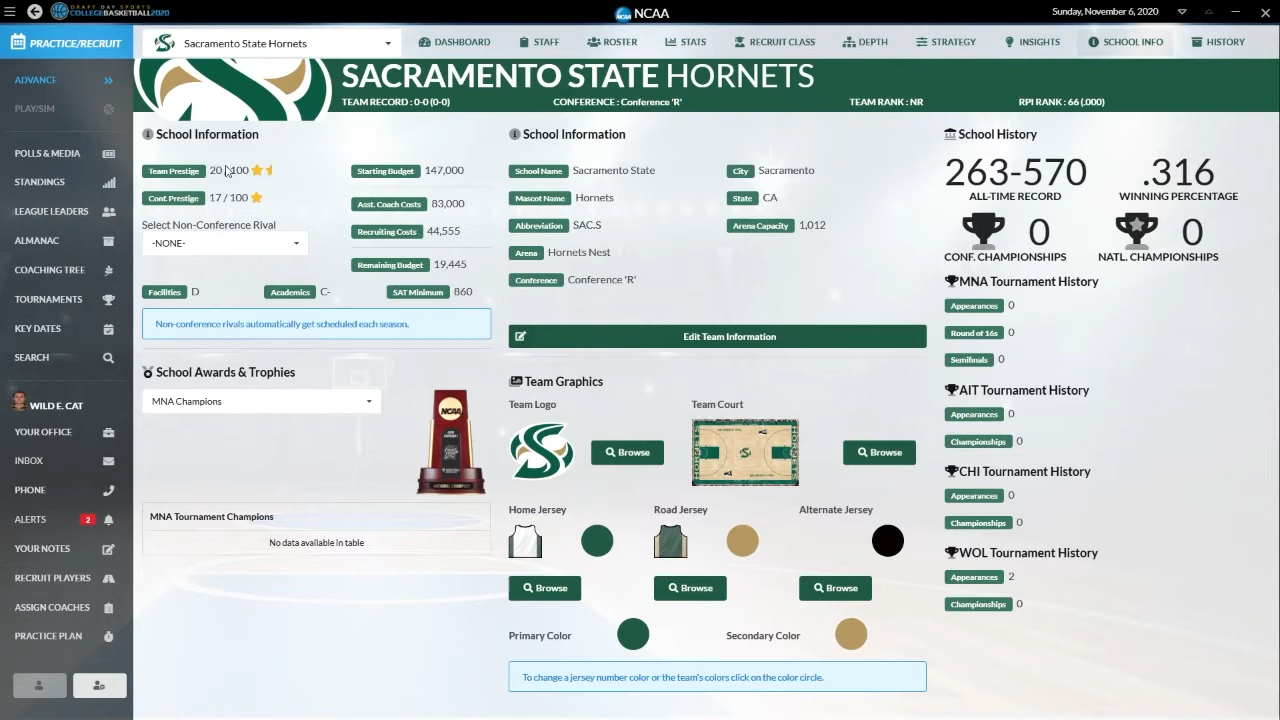 DRAFT DAY SPORTS
COLLEGE BASKETBALL 2020
NCAA
Sunday, November 6, 2020
PRACTICE/RECRUIT
Sacramento State Hornets
DASHBOARD
STAFF
ROSTER
STATS
RECRUIT CLASS
DEPTH
STRATEGY
INSIGHTS
SCHOOL INFO
HISTORY
ADVANCE
PLAY/SIM
POLLS & MEDIA
STANDINGS
LEAGUE LEADERS
ALMANAC
COACHING TREE
TOURNAMENTS
KEY DATES
SEARCH
WILD E. CAT
YOUR OFFICE
INBOX
PHONE
ALERTS 2
YOUR NOTES
RECRUIT PLAYERS
ASSIGN COACHES
PRACTICE PLAN
SACRAMENTO STATE HORNETS
TEAM RECORD : 0-0 (0-0)
CONFERENCE : Conference 'R'
TEAM RANK : NR
RPI RANK : 66 (.000)
School Information
Team Prestige 20 / 100
Conf. Prestige 17 / 100
Select Non-Conference Rival
-NONE-
Starting Budget 147,000
Asst. Coach Costs 83,000
Recruiting Costs 44,555
Remaining Budget 19,445
Facilities D
Academics C-
SAT Minimum 860
Non-conference rivals automatically get scheduled each season.
School Awards & Trophies
MNA Champions
NCAA
MNA Tournament Champions
No data available in table
School Information
School Name Sacramento State
Mascot Name Hornets
Abbreviation SAC.S
Arena Hornets Nest
Conference Conference 'R'
City Sacramento
State CA
Arena Capacity 1,012
Edit Team Information
Team Graphics
Team Logo
Browse
Team Court
HORNETS
Browse
Home Jersey
Road Jersey
Alternate Jersey
Browse
Browse
Browse
Primary Color
Secondary Color
To change a jersey number color or the team's colors click on the color circle.
School History
263-570
ALL-TIME RECORD
.316
WINNING PERCENTAGE
0
CONF. CHAMPIONSHIPS
0
NATL. CHAMPIONSHIPS
MNA Tournament History
Appearances 0
Round of 16s 0
Semifinals 0
AIT Tournament History
Appearances 0
Championships 0
CHI Tournament History
Appearances 0
Championships 0
WOL Tournament History
Appearances 2
Championships 0